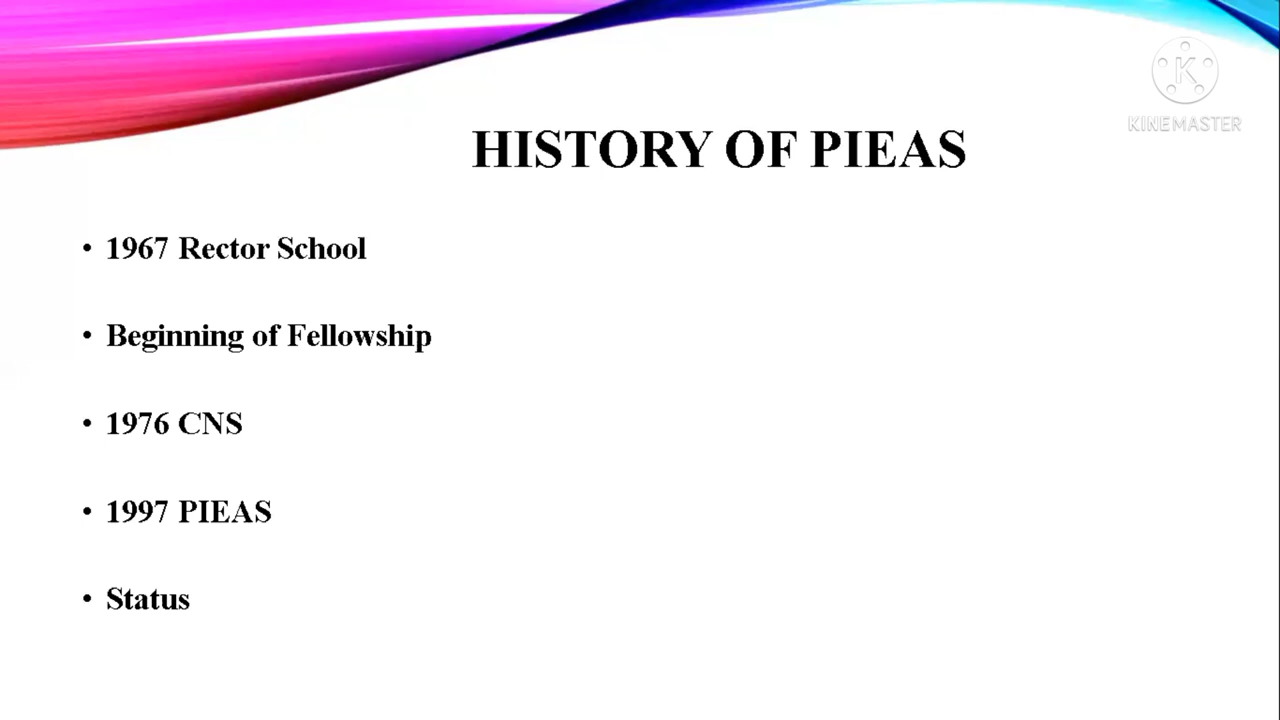 KINEMASTER
HISTORY OF PIEAS
• 1967 Rector School
• Beginning of Fellowship
• 1976 CNS
• 1997 PIEAS
• Status